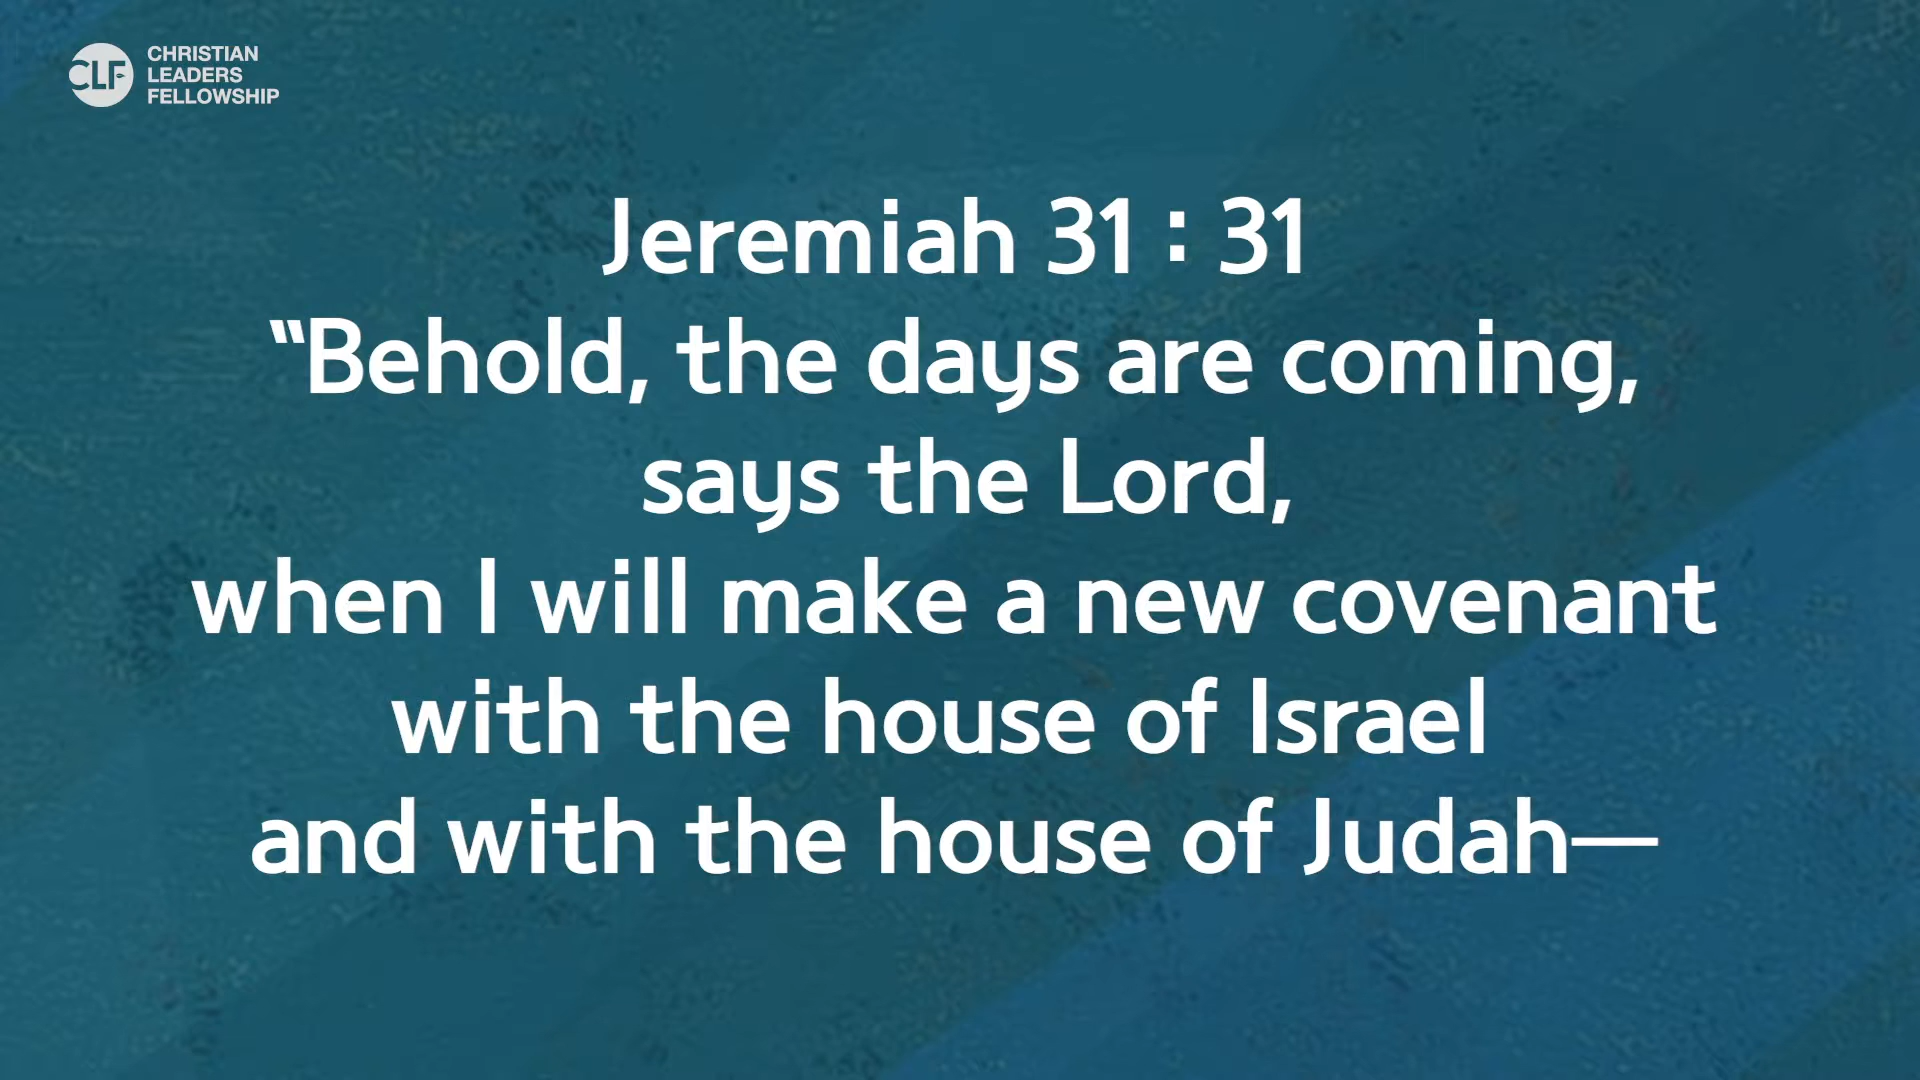 CLF
CHRISTIAN
LEADERS
FELLOWSHIP
Jeremiah 31 : 31
“Behold, the days are coming,
says the Lord,
when I will make a new covenant
with the house of Israel
and with the house of Judah—